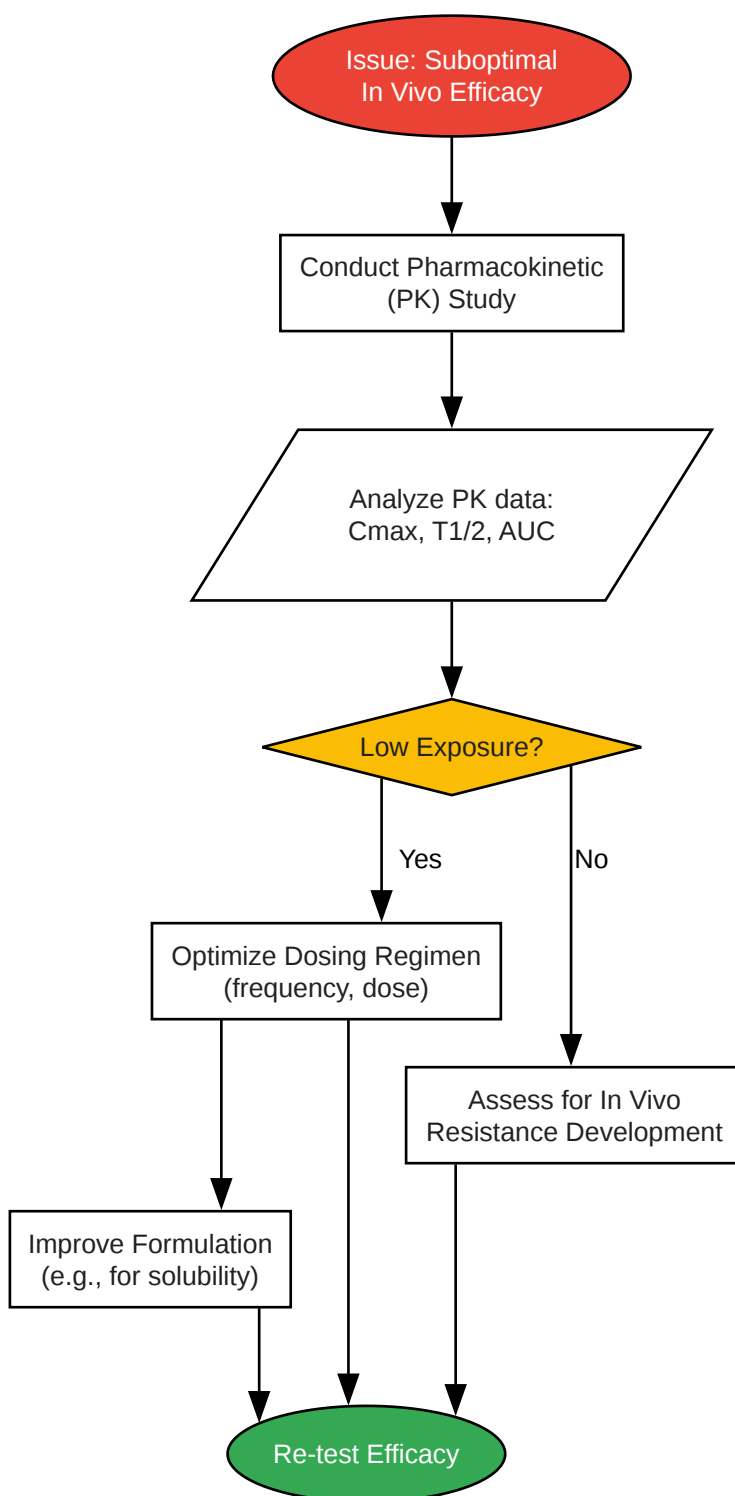 Issue: Suboptimal
In Vivo Efficacy
Conduct Pharmacokinetic
(PK) Study
Analyze PK data:
Cmax, T1/2, AUC
Low Exposure?
Yes
No
Optimize Dosing Regimen
(frequency, dose)
Assess for In Vivo
Resistance Development
Improve Formulation
(e.g., for solubility)
Re-test Efficacy